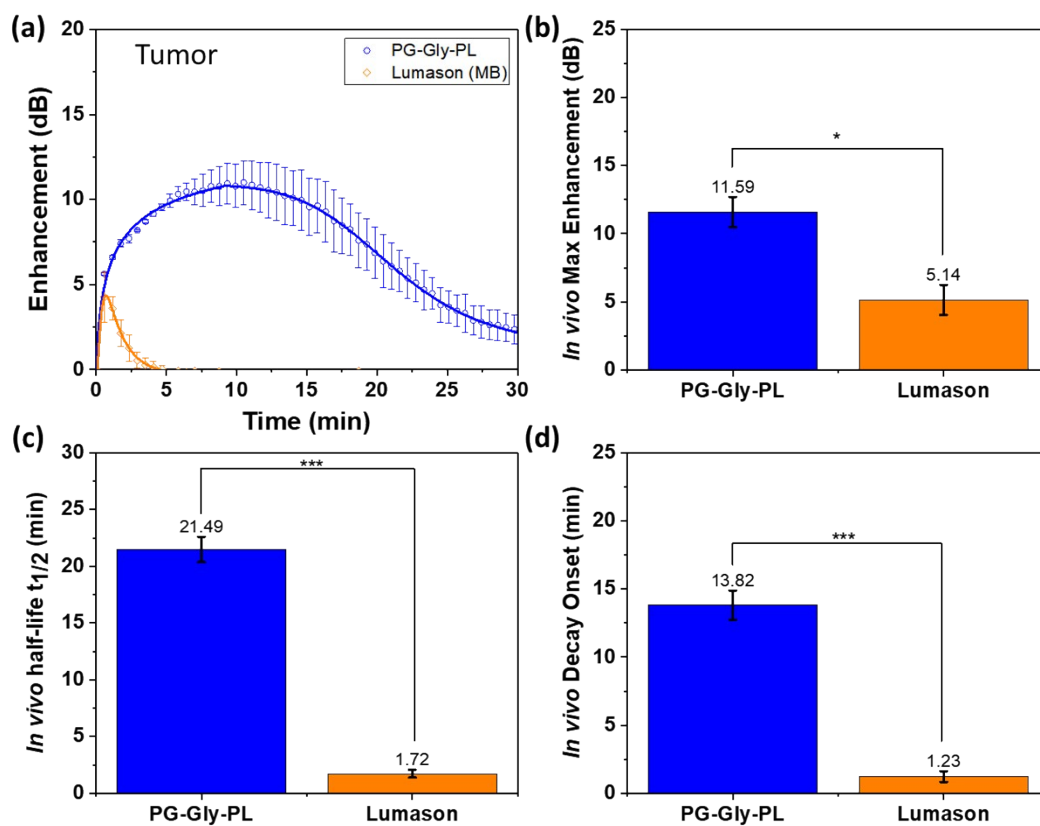 (a)
Tumor
PG-Gly-PL
Lumason (MB)
Enhancement (dB)
20
15
10
5
0
0 5 10 15 20 25 30
Time (min)
(b)
In vivo Max Enhancement (dB)
25
20
15
10
5
0
*
11.59
5.14
PG-Gly-PL Lumason
(c)
In vivo half-life t1/2 (min)
30
25
20
15
10
5
0
***
21.49
1.72
PG-Gly-PL Lumason
(d)
In vivo Decay Onset (min)
25
20
15
10
5
0
***
13.82
1.23
PG-Gly-PL Lumason